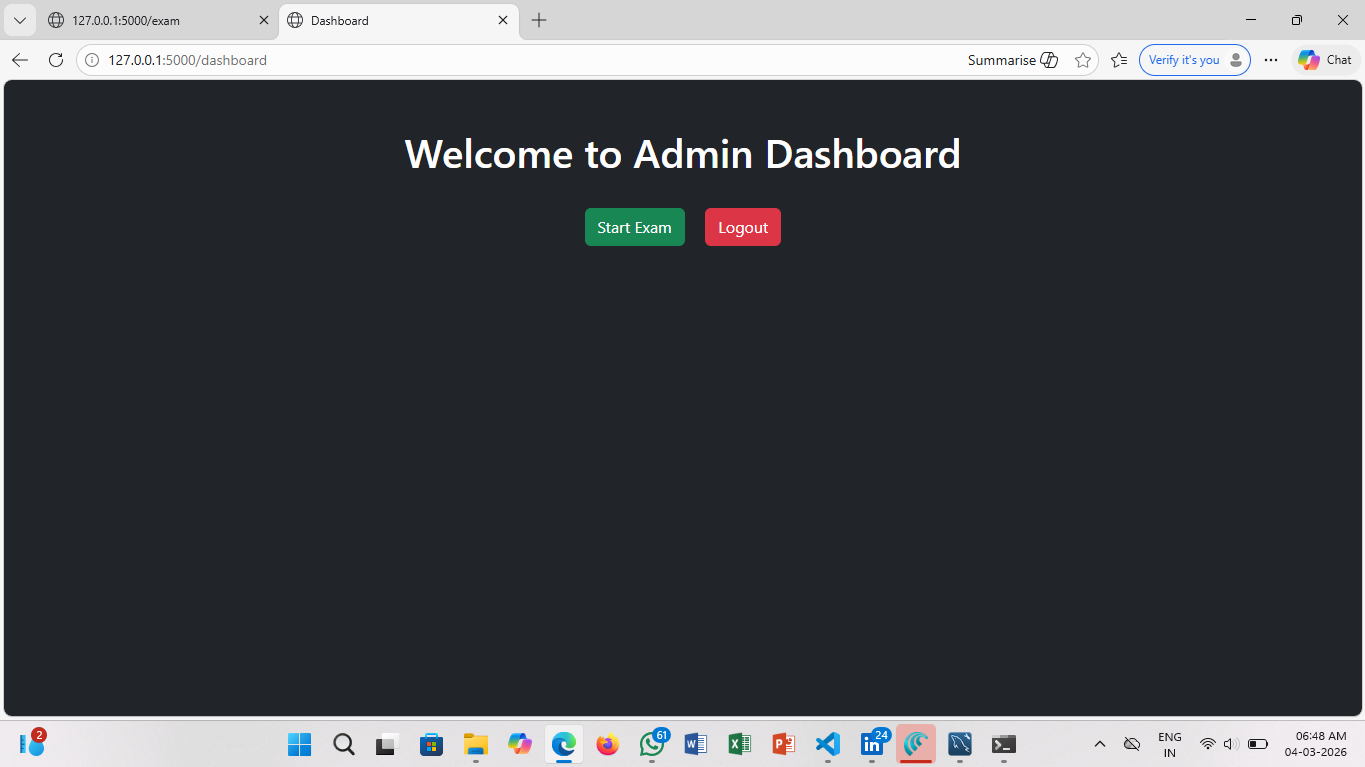 127.0.0.1:5000/exam
Dashboard
127.0.0.1:5000/dashboard
Summarise
Verify it's you
Chat
Welcome to Admin Dashboard
Start Exam
Logout
2
61
24
ENG
IN
06:48 AM
04-03-2026